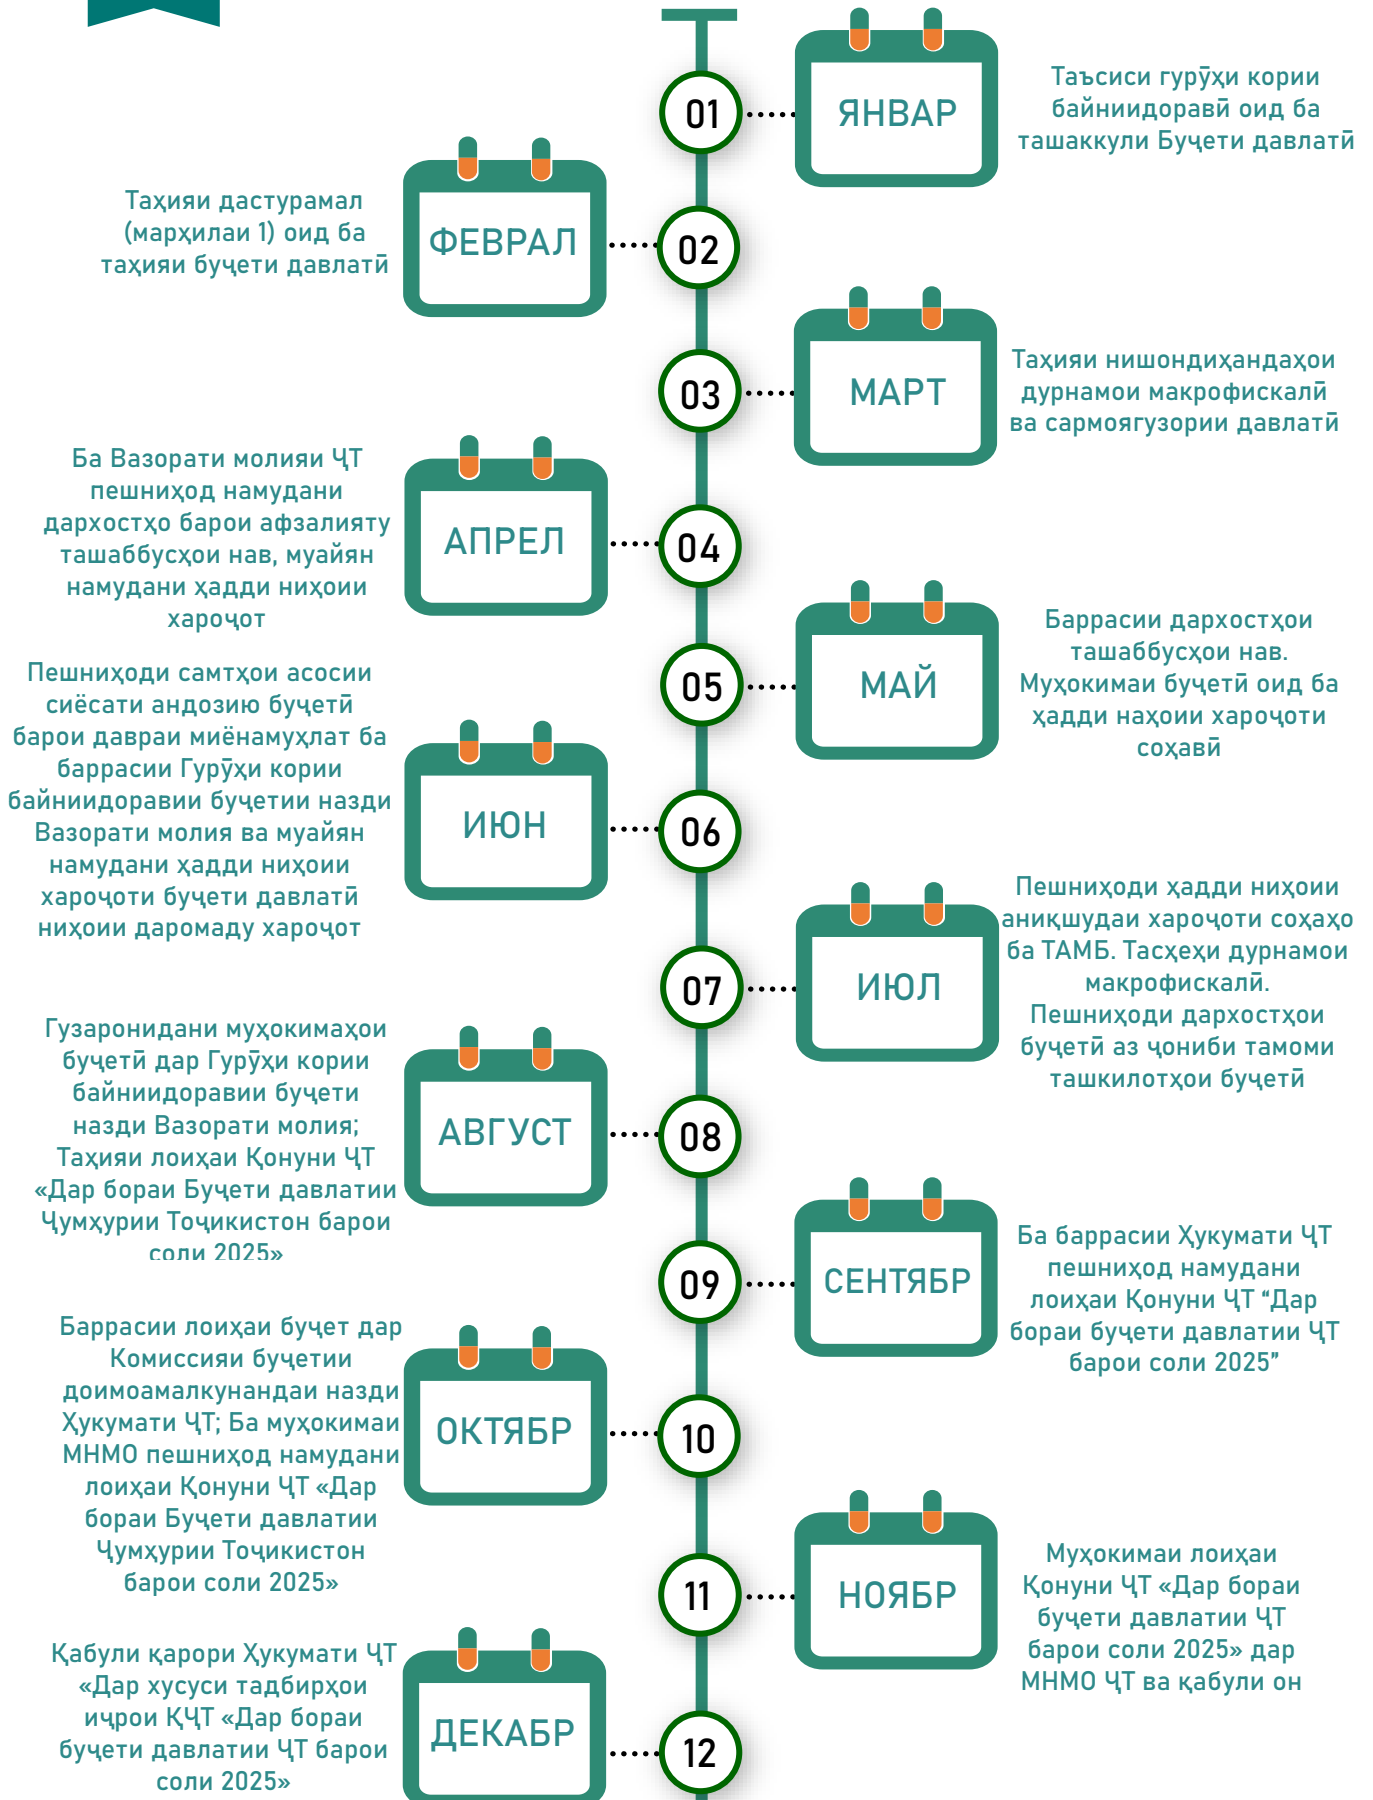 01
ЯНВАР
Таъсиси гурӯҳи кории
байниидоравӣ оид ба
ташаккули Буҷети давлатӣ
Таҳияи дастурамал
(марҳилаи 1) оид ба
таҳияи буҷети давлатӣ
ФЕВРАЛ
02
03
МАРТ
Таҳияи нишондиҳандаҳои
дурнамои макрофискалӣ
ва сармоягузории давлатӣ
Ба Вазорати молияи ҶТ
пешниҳод намудани
дархостҳо барои афзалияту
ташаббусҳои нав, муайян
намудани ҳадди ниҳоии
хароҷот
АПРЕЛ
04
05
МАЙ
Баррасии дархостҳои
ташаббусҳои нав.
Муҳокимаи буҷетӣ оид ба
ҳадди наҳоии хароҷоти
соҳавӣ
Пешниҳоди самтҳои асосии
сиёсати андозию буҷетӣ
барои давраи миёнамуҳлат ба
баррасии Гурӯҳи кории
байниидоравии буҷетии назди
Вазорати молия ва муайян
намудани ҳадди ниҳоии
хароҷоти буҷети давлатӣ
ниҳоии даромаду хароҷот
ИЮН
06
07
ИЮЛ
Пешниҳоди ҳадди ниҳоии
аниқшудаи хароҷоти соҳаҳо
ба ТАМБ. Тасҳеҳи дурнамои
макрофискалӣ.
Пешниҳоди дархостҳои
буҷетӣ аз ҷониби тамоми
ташкилотҳои буҷетӣ
Гузаронидани муҳокимаҳои
буҷетӣ дар Гурӯҳи кории
байниидоравии буҷети
назди Вазорати молия;
Таҳияи лоиҳаи Қонуни ҶТ
«Дар бораи Буҷети давлатии
Ҷумҳурии Тоҷикистон барои
соли 2025»
АВГУСТ
08
09
СЕНТЯБР
Ба баррасии Ҳукумати ҶТ
пешниҳод намудани
лоиҳаи Қонуни ҶТ “Дар
бораи буҷети давлатии ҶТ
барои соли 2025”
Баррасии лоиҳаи буҷет дар
Комиссияи буҷетии
доимоамалкунандаи назди
Ҳукумати ҶТ; Ба муҳокимаи
МНМО пешниҳод намудани
лоиҳаи Қонуни ҶТ «Дар
бораи Буҷети давлатии
Ҷумҳурии Тоҷикистон
барои соли 2025»
ОКТЯБР
10
11
НОЯБР
Муҳокимаи лоиҳаи
Қонуни ҶТ «Дар бораи
буҷети давлатии ҶТ
барои соли 2025» дар
МНМО ҶТ ва қабули он
Қабули қарори Ҳукумати ҶТ
«Дар хусуси тадбирҳои
иҷрои ҚҶТ «Дар бораи
буҷети давлатии ҶТ барои
соли 2025»
ДЕКАБР
12